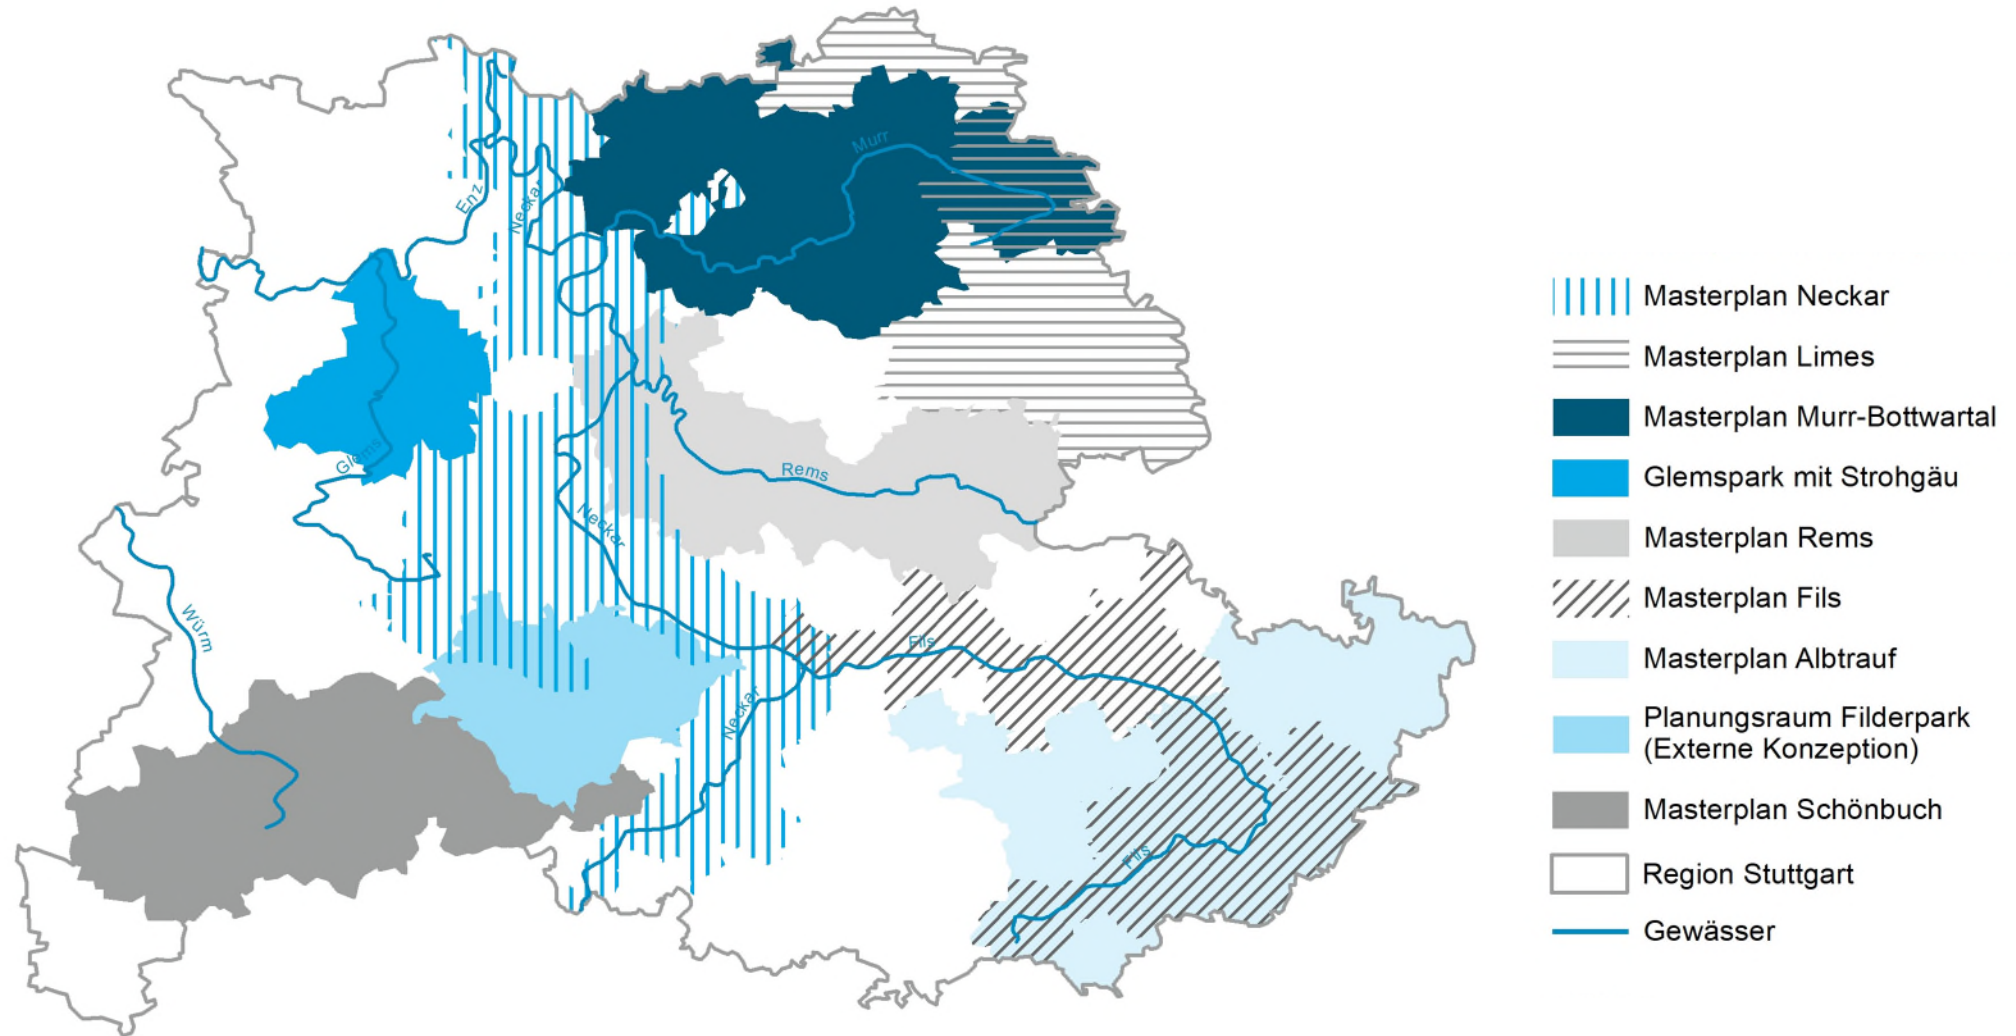 Murr
Enz
Neckar
Glems
Rems
Neckar
Würm
Fils
Neckar
Fils
Masterplan Neckar
Masterplan Limes
Masterplan Murr-Bottwartal
Glemspark mit Strohgäu
Masterplan Rems
Masterplan Fils
Masterplan Albtrauf
Planungsraum Filderpark
(Externe Konzeption)
Masterplan Schönbuch
Region Stuttgart
Gewässer